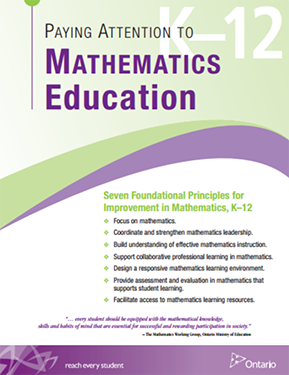 K–12
PAYING ATTENTION TO
MATHEMATICS
Education
Seven Foundational Principles for
Improvement in Mathematics, K–12
Focus on mathematics.
Coordinate and strengthen mathematics leadership.
Build understanding of effective mathematics instruction.
Support collaborative professional learning in mathematics.
Design a responsive mathematics learning environment.
Provide assessment and evaluation in mathematics that
supports student learning.
Facilitate access to mathematics learning resources.
"… every student should be equipped with the mathematical knowledge,
skills and habits of mind that are essential for successful and rewarding participation in society."
– The Mathematics Working Group, Ontario Ministry of Education
reach every student
Ontario